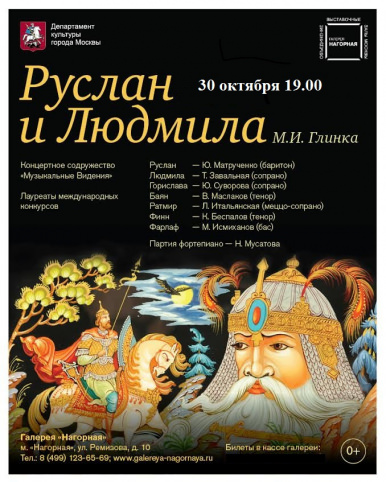 Департамент
культуры
города Москвы
ВЫСТАВОЧНЫЕ
ГАЛЕРЕЯ
НАГОРНАЯ
ЗАЛЫ МОСКВЫ
30 октября 19.00
Руслан
и Людмила
М.И. Глинка
Концертное содружество
«Музыкальные Видения»
Лауреаты международных
конкурсов
Руслан — Ю. Матрученко (баритон)
Людмила — Т. Завальная (сопрано)
Горислава — Ю. Суворова (сопрано)
Баян — В. Маслаков (тенор)
Ратмир — Л. Итальянская (меццо-сопрано)
Финн — К. Беспалов (тенор)
Фарлаф — М. Исмиханов (бас)
Партия фортепиано — Н. Мусатова
Галерея «Нагорная»
м. «Нагорная», ул. Ремизова, д. 10
Тел.: 8 (499) 123-65-69; www.galereya-nagornaya.ru
Билеты в кассе галереи:
0+